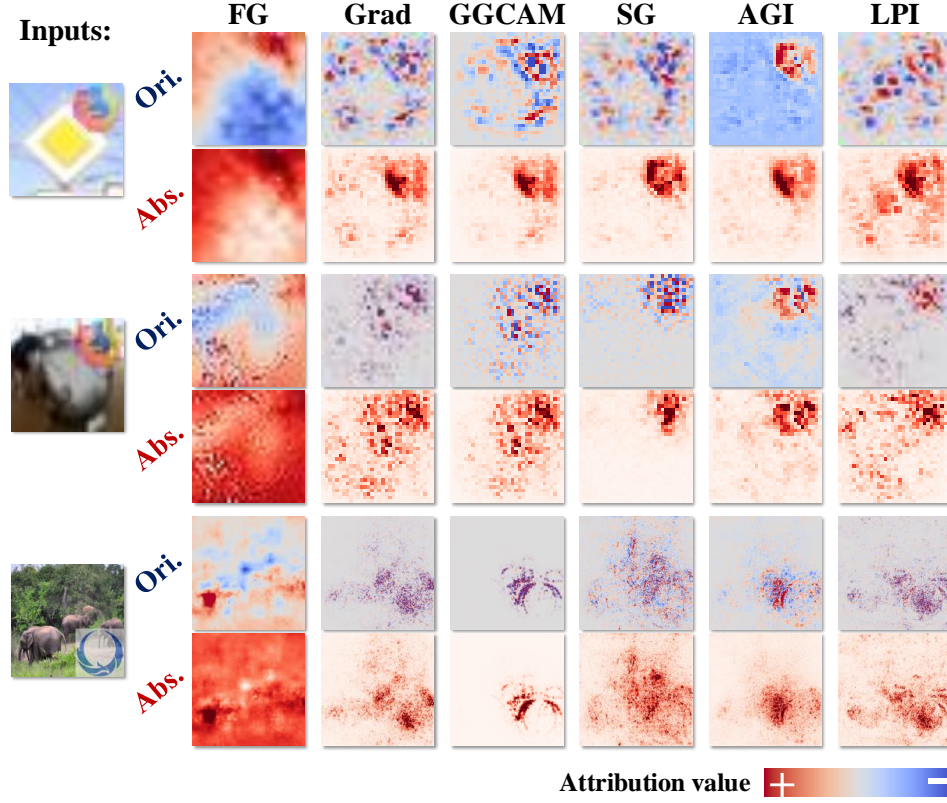 Inputs:
FG Grad GGCAM SG AGI LPI
Ori.
Abs.
Ori.
Abs.
Ori.
Abs.
Attribution value + −